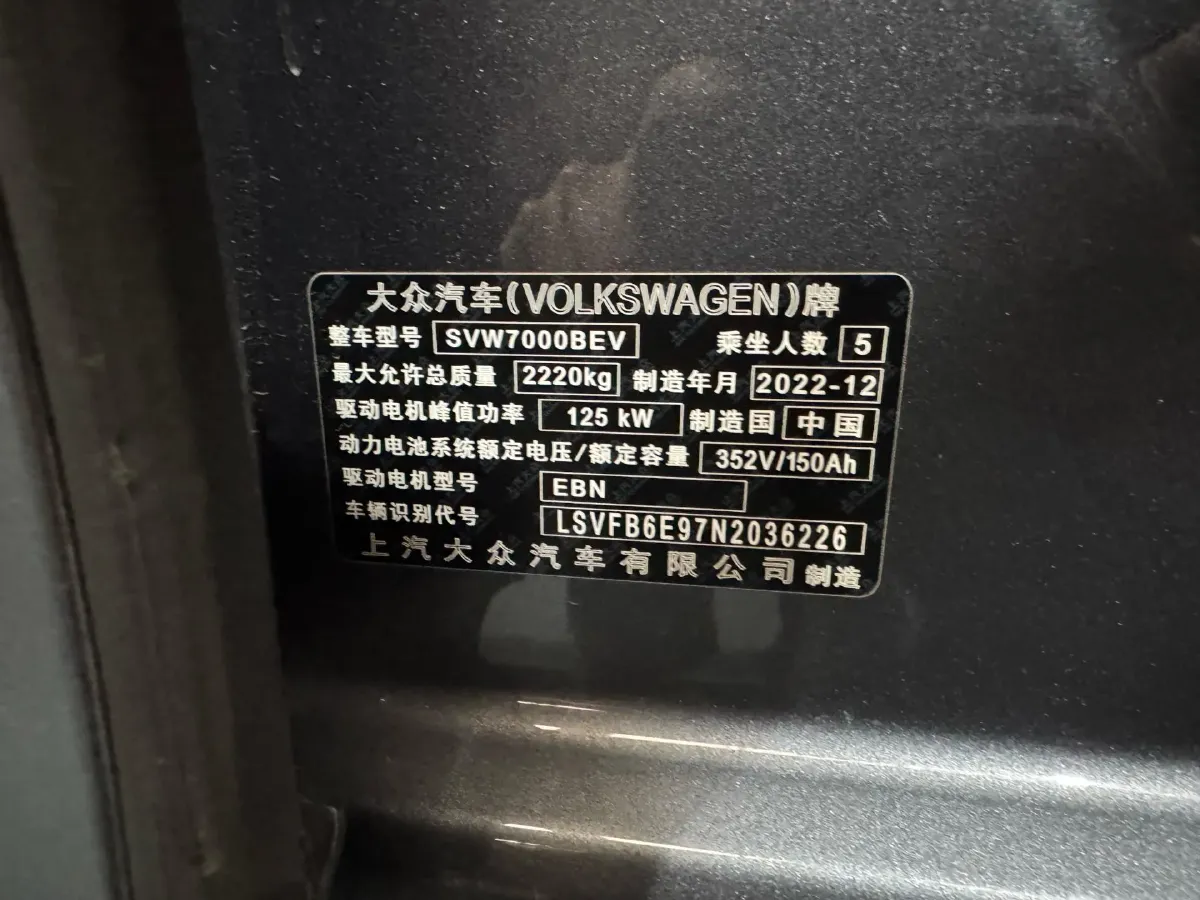 大众汽车(VOLKSWAGEN)牌
整车型号 SVW7000BEV 乘坐人数 5
最大允许总质量 2220kg 制造年月 2022-12
驱动电机峰值功率 125 kW 制造国 中国
动力电池系统额定电压/额定容量 352V/150Ah
驱动电机型号 EBN
车辆识别代号 LSVFB6E97N2036226
上汽大众汽车有限公司 制造